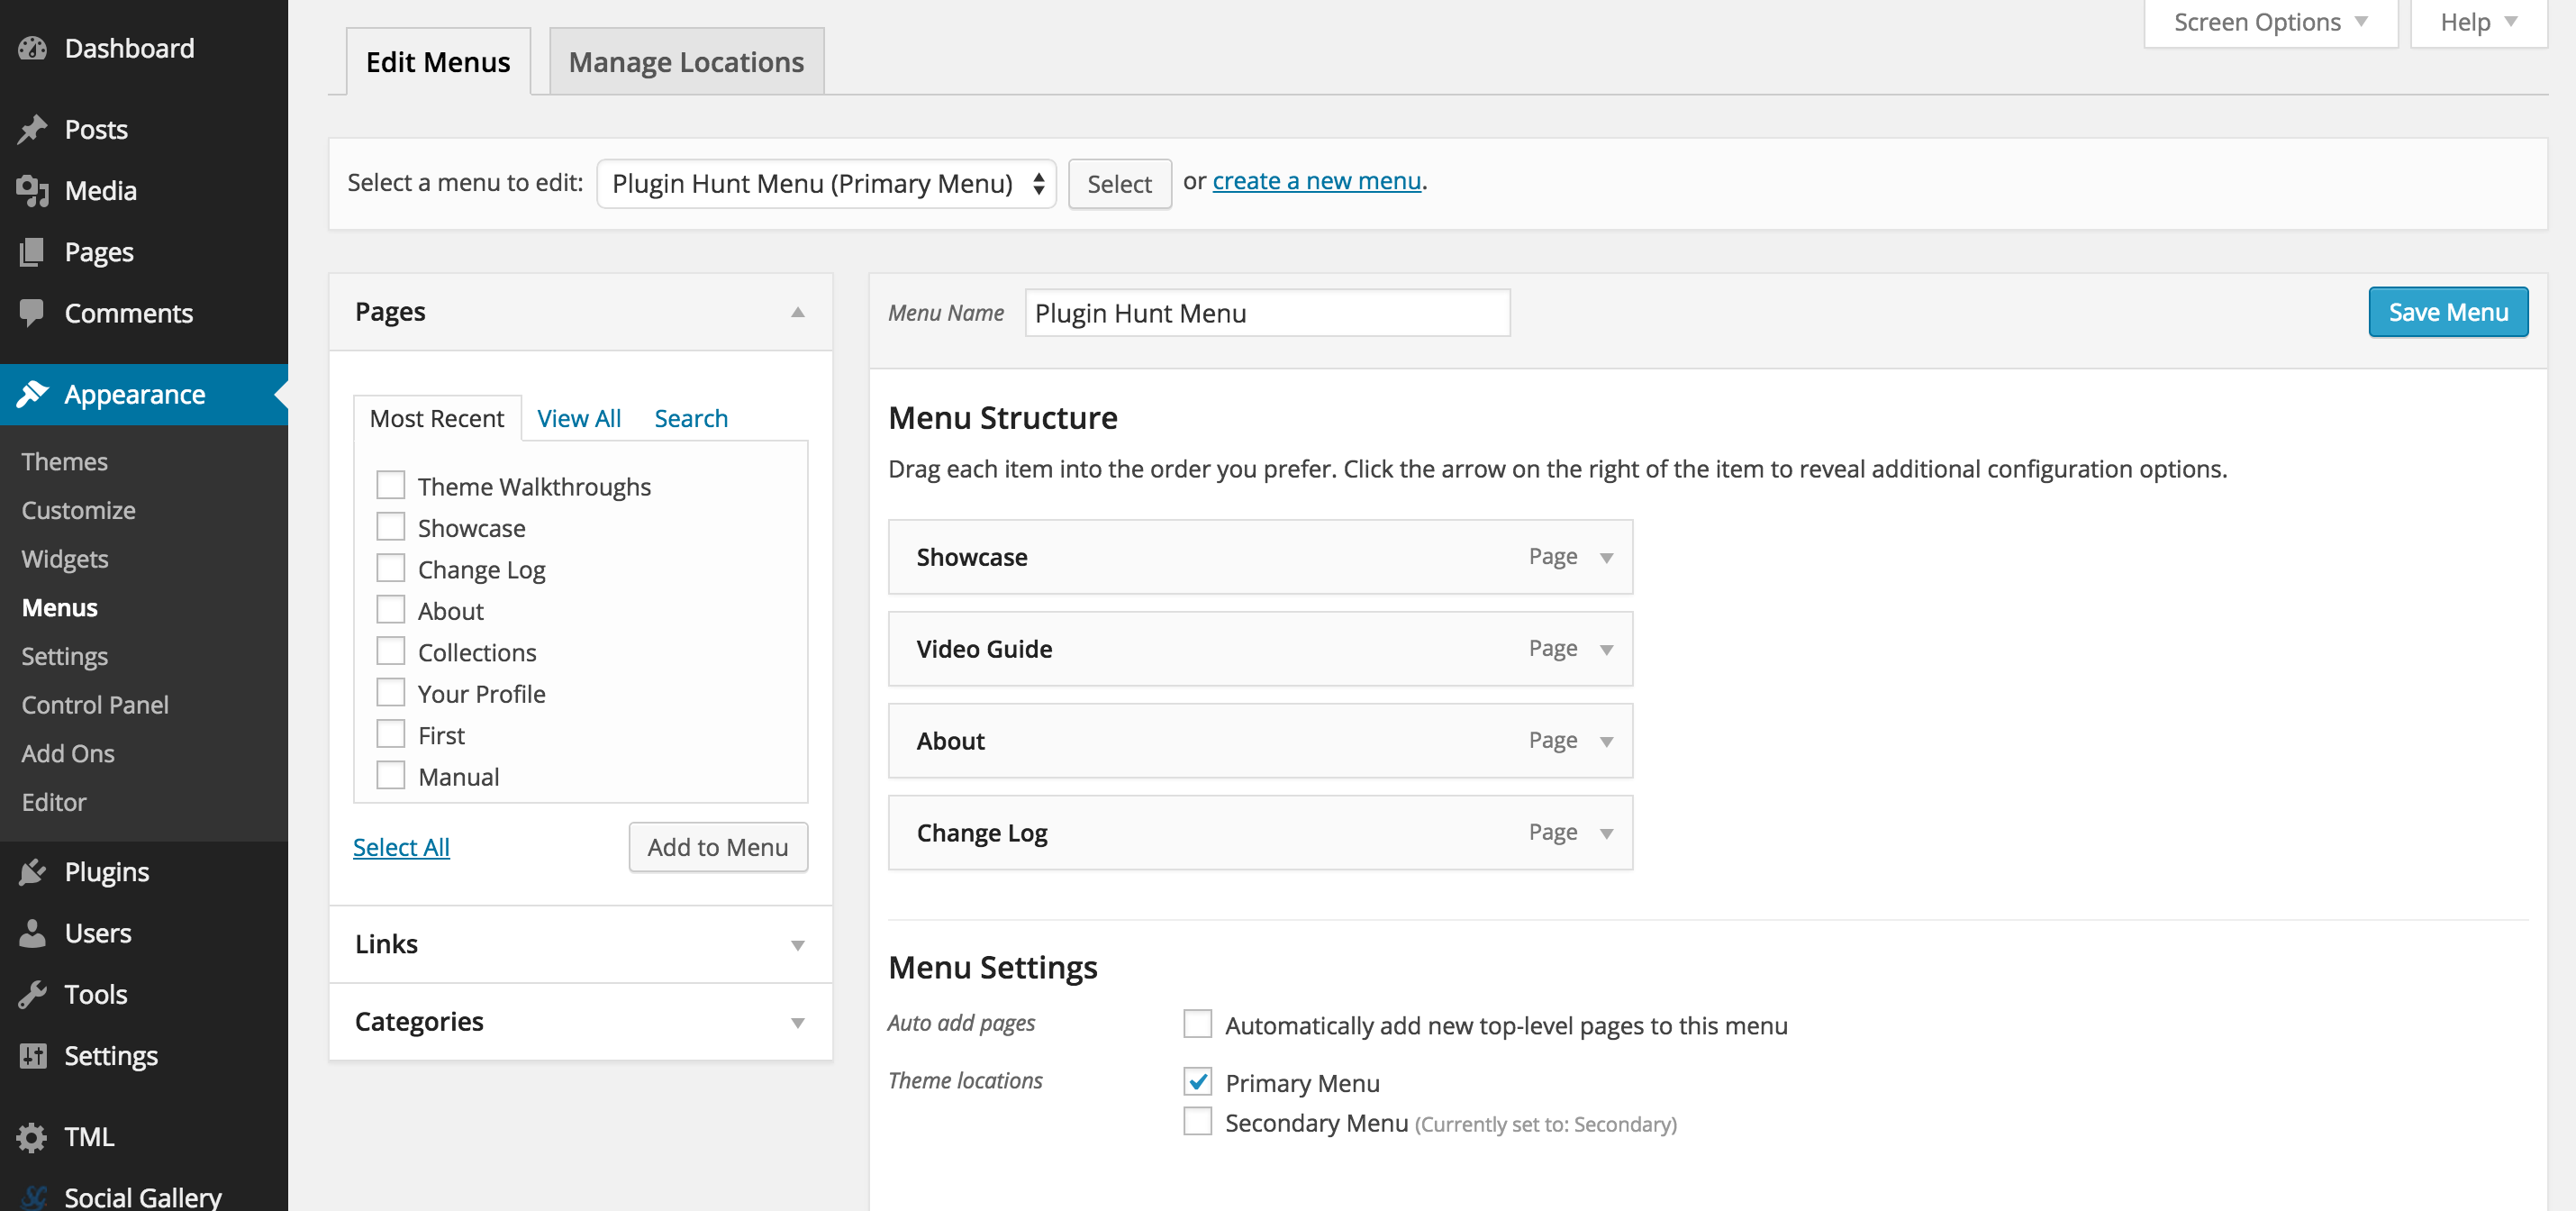 Dashboard
Posts
Media
Pages
Comments
Appearance
Themes
Customize
Widgets
Menus
Settings
Control Panel
Add Ons
Editor
Plugins
Users
Tools
Settings
TML
Social Gallery
Edit Menus
Manage Locations
Screen Options
Help
Select a menu to edit: Plugin Hunt Menu (Primary Menu) Select or create a new menu.
Pages
Most Recent View All Search
Theme Walkthroughs
Showcase
Change Log
About
Collections
Your Profile
First
Manual
Select All Add to Menu
Links
Categories
Menu Name Plugin Hunt Menu Save Menu
Menu Structure
Drag each item into the order you prefer. Click the arrow on the right of the item to reveal additional configuration options.
Showcase Page
Video Guide Page
About Page
Change Log Page
Menu Settings
Auto add pages Automatically add new top-level pages to this menu
Theme locations Primary Menu
Secondary Menu (Currently set to: Secondary)